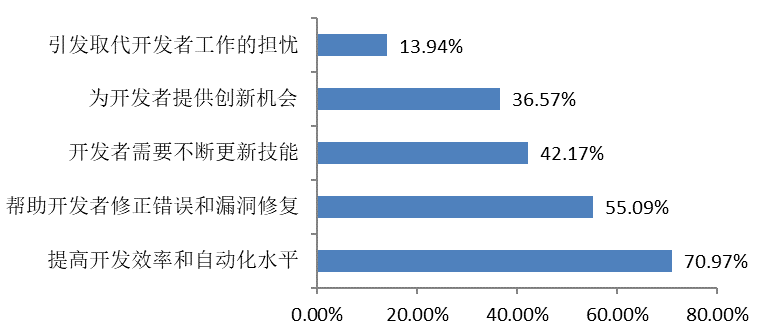 引发取代开发者工作的担忧 13.94%
为开发者提供创新机会 36.57%
开发者需要不断更新技能 42.17%
帮助开发者修正错误和漏洞修复 55.09%
提高开发效率和自动化水平 70.97%
0.00% 20.00% 40.00% 60.00% 80.00%